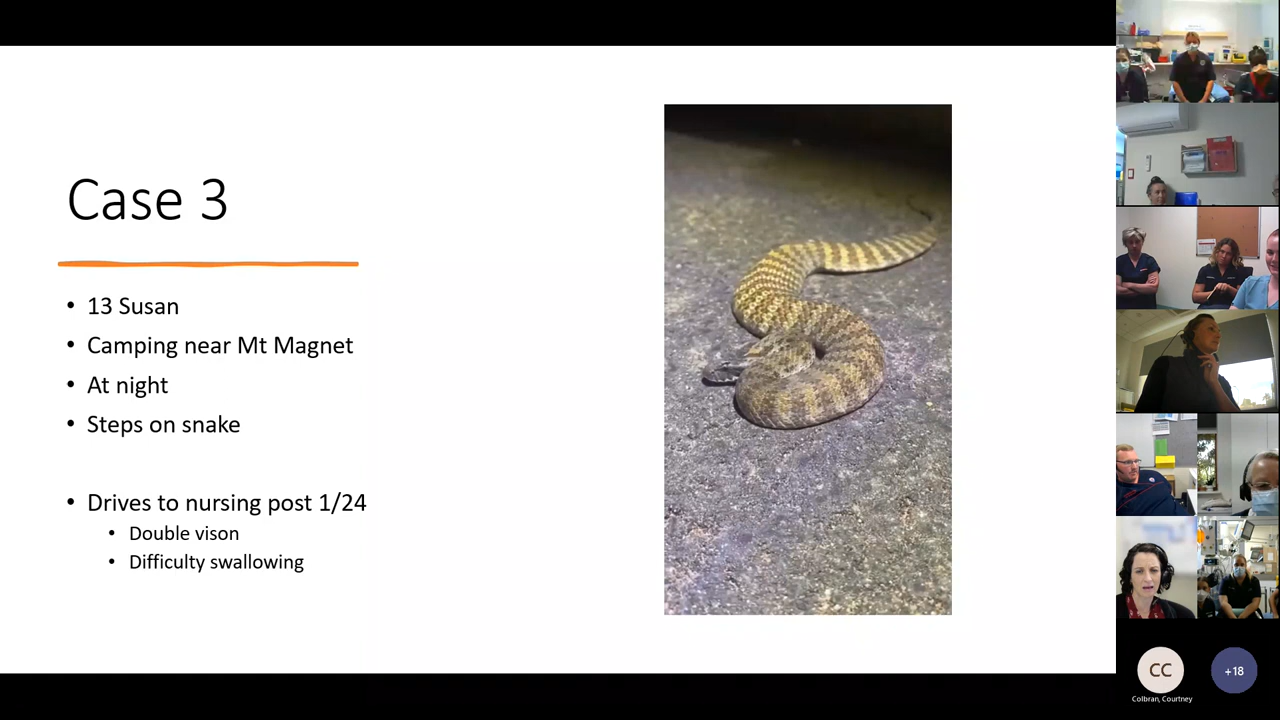 Case 3
• 13 Susan
• Camping near Mt Magnet
• At night
• Steps on snake
• Drives to nursing post 1/24
• Double vison
• Difficulty swallowing
CC
+18
Colbran, Courtney